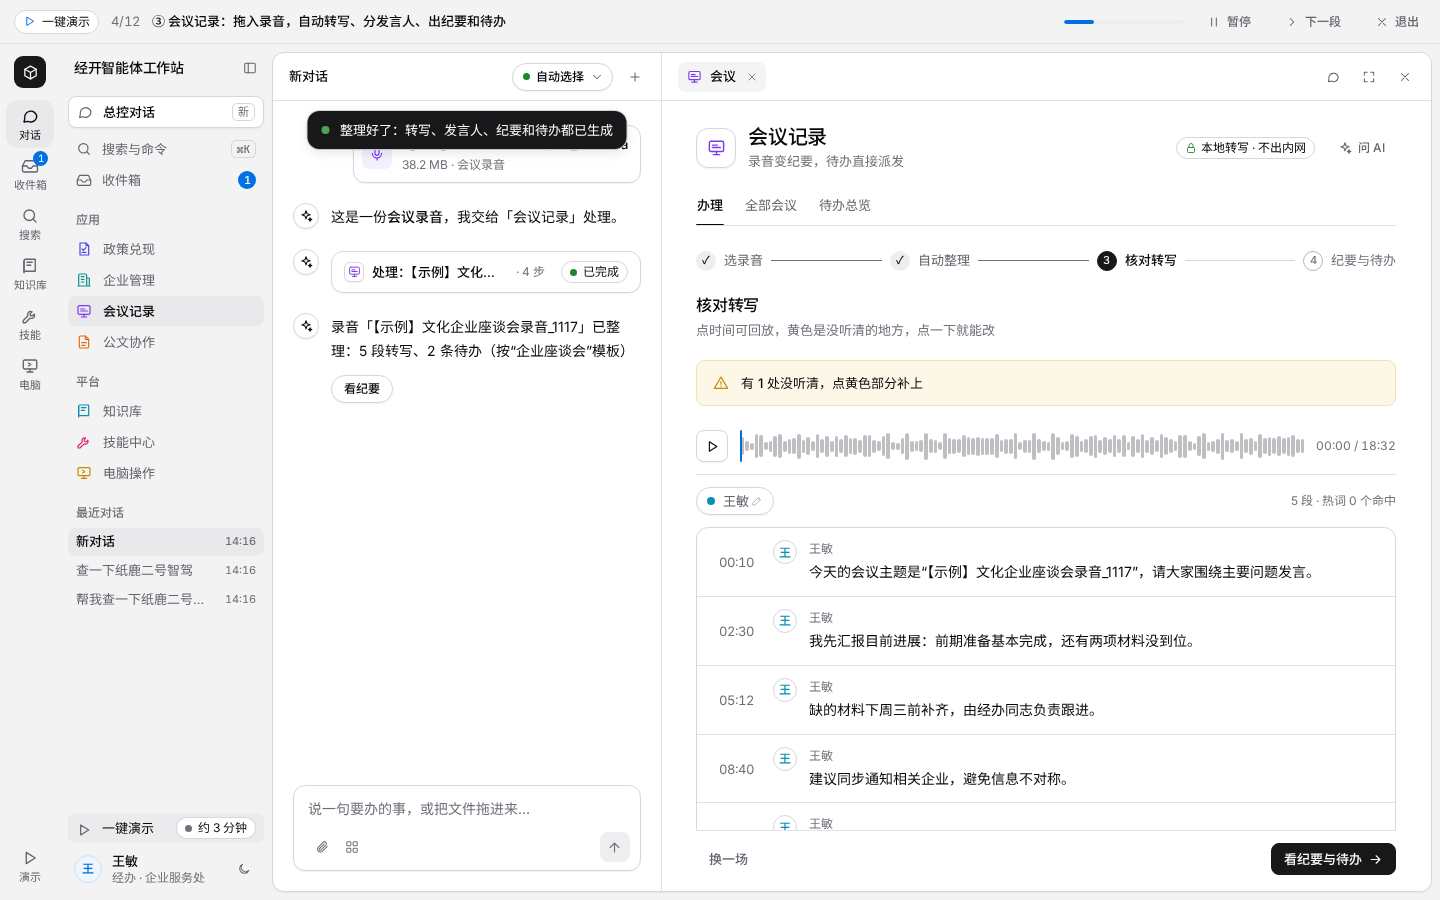 一键演示
4/12
③ 会议记录：拖入录音，自动转写、分发言人、出纪要和待办
暂停
下一段
退出
对话
1
收件箱
搜索
知识库
技能
电脑
演示
经开智能体工作站
总控对话
新
搜索与命令
⌘K
收件箱
1
应用
政策兑现
企业管理
会议记录
公文协作
平台
知识库
技能中心
电脑操作
最近对话
新对话
14:16
查一下纸鹿二号智驾
14:16
帮我查一下纸鹿二号...
14:16
一键演示
约 3 分钟
王
王敏
经办 · 企业服务处
新对话
自动选择
整理好了：转写、发言人、纪要和待办都已生成
38.2 MB · 会议录音
这是一份会议录音，我交给「会议记录」处理。
处理：【示例】文化...
· 4 步
已完成
录音「【示例】文化企业座谈会录音_1117」已整
理：5 段转写、2 条待办（按“企业座谈会”模板）
看纪要
说一句要办的事，或把文件拖进来...
会议
会议记录
录音变纪要，待办直接派发
本地转写 · 不出内网
问 AI
办理
全部会议
待办总览
选录音
自动整理
3
核对转写
4
纪要与待办
核对转写
点时间可回放，黄色是没听清的地方，点一下就能改
有 1 处没听清，点黄色部分补上
00:00 / 18:32
王敏
5 段 · 热词 0 个命中
00:10
王
王敏
今天的会议主题是“【示例】文化企业座谈会录音_1117”，请大家围绕主要问题发言。
02:30
王
王敏
我先汇报目前进展：前期准备基本完成，还有两项材料没到位。
05:12
王
王敏
缺的材料下周三前补齐，由经办同志负责跟进。
08:40
王
王敏
建议同步通知相关企业，避免信息不对称。
王
王敏
换一场
看纪要与待办